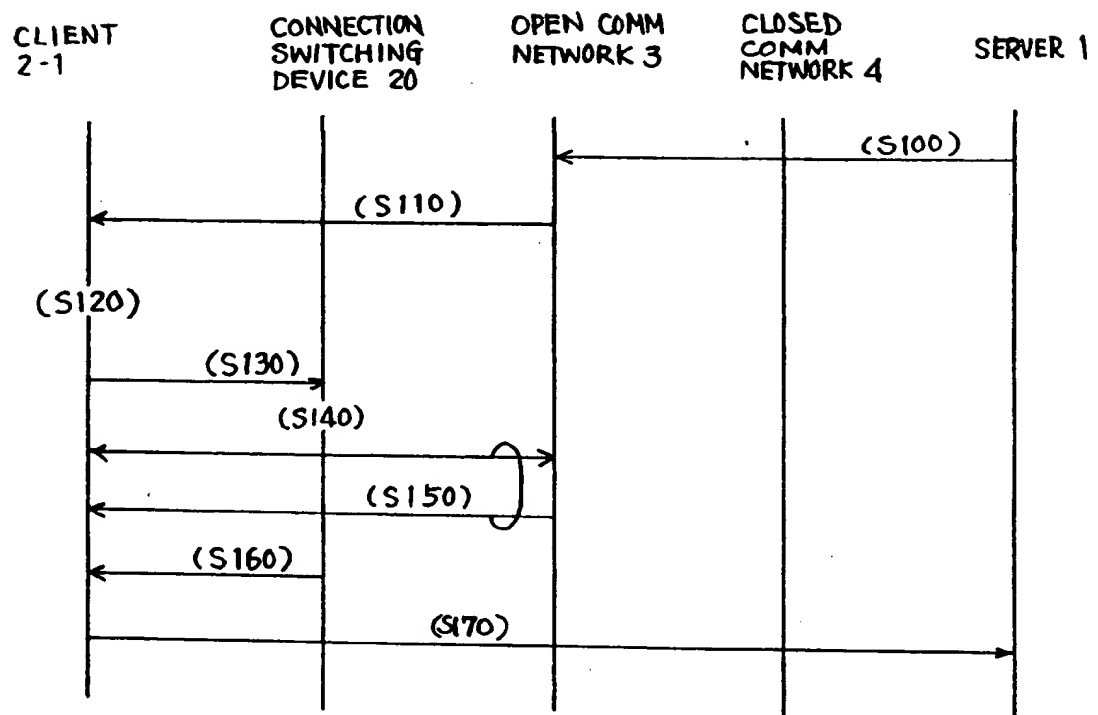 CLIENT
2-1
CONNECTION
SWITCHING
DEVICE 20
OPEN COMM
NETWORK 3
CLOSED
COMM
NETWORK 4
SERVER 1
(S100)
(S110)
(S120)
(S130)
(S140)
(S150)
(S160)
(S170)